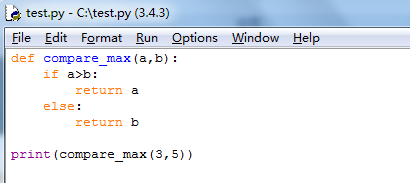 test.py - C:\test.py (3.4.3)
File Edit Format Run Options Window Help
def compare_max(a,b):
    if a>b:
        return a
    else:
        return b

print(compare_max(3,5))